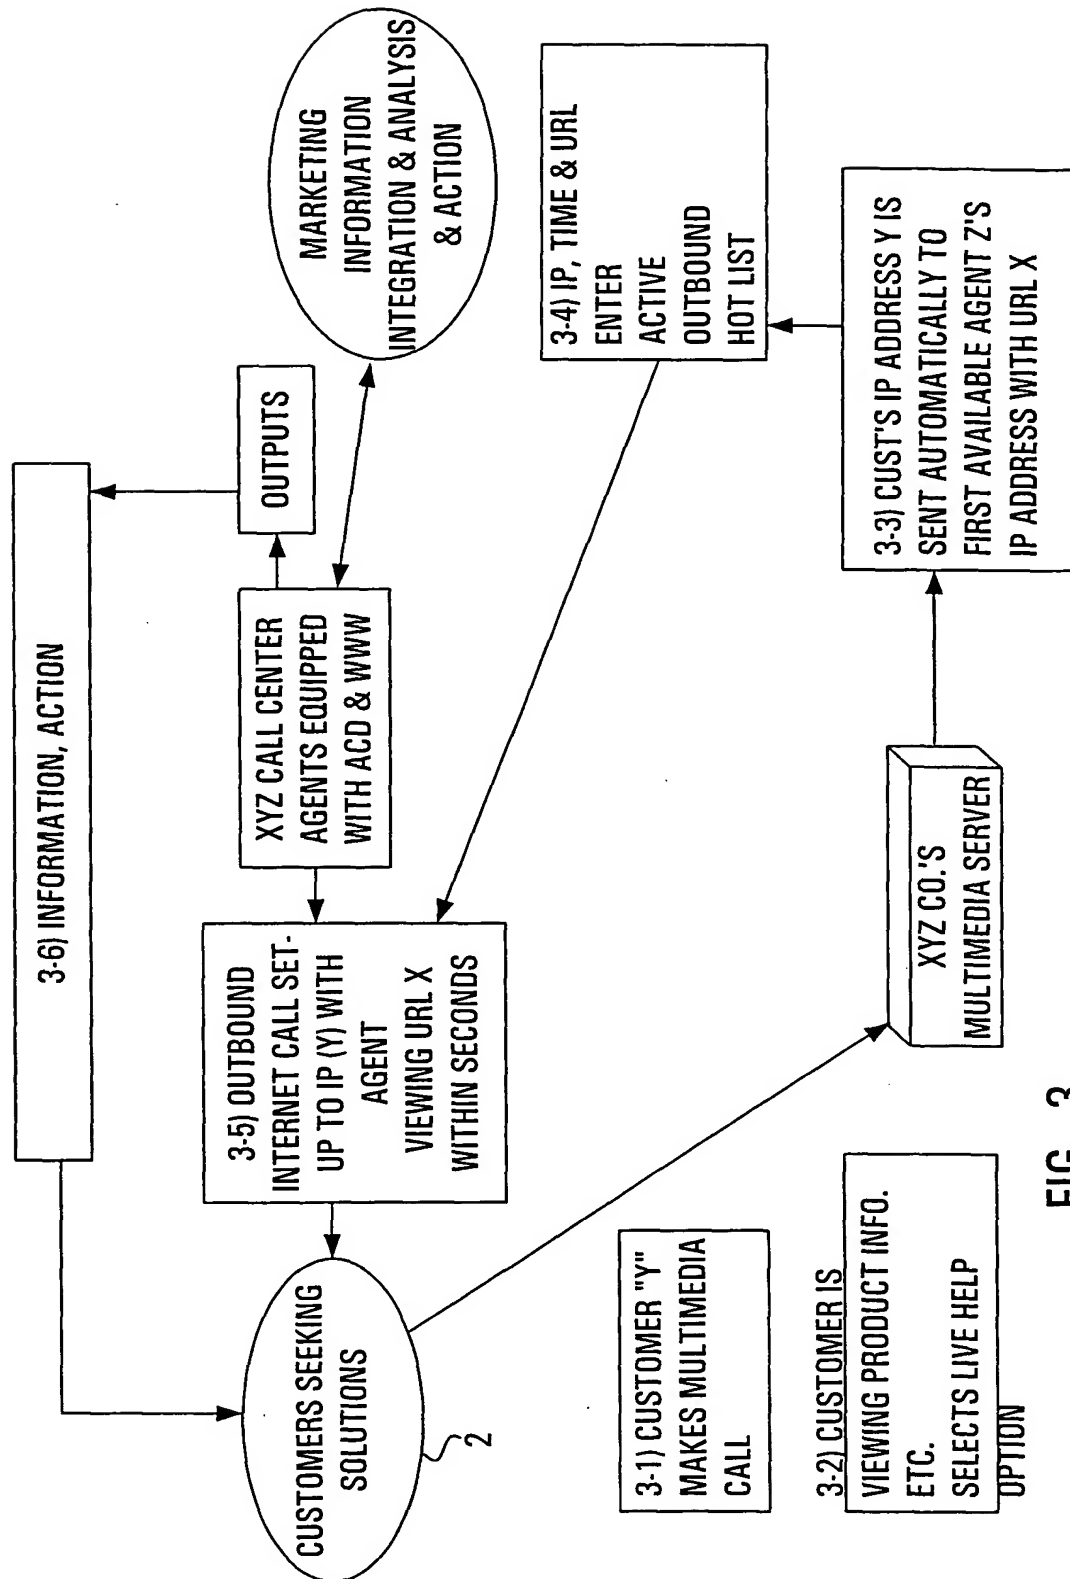 3-6) INFORMATION, ACTION
CUSTOMERS SEEKING
SOLUTIONS
2
3-5) OUTBOUND
INTERNET CALL SET-
UP TO IP (Y) WITH
AGENT
VIEWING URL X
WITHIN SECONDS
XYZ CALL CENTER
AGENTS EQUIPPED
WITH ACD & WWW
OUTPUTS
MARKETING
INFORMATION
INTEGRATION & ANALYSIS
& ACTION
3-1) CUSTOMER "Y"
MAKES MULTIMEDIA
CALL
3-2) CUSTOMER IS
VIEWING PRODUCT INFO.
ETC.
SELECTS LIVE HELP
OPTION
XYZ CO.'S
MULTIMEDIA SERVER
3-3) CUST'S IP ADDRESS Y IS
SENT AUTOMATICALLY TO
FIRST AVAILABLE AGENT Z'S
IP ADDRESS WITH URL X
3-4) IP, TIME & URL
ENTER
ACTIVE
OUTBOUND
HOT LIST
FIG. 3